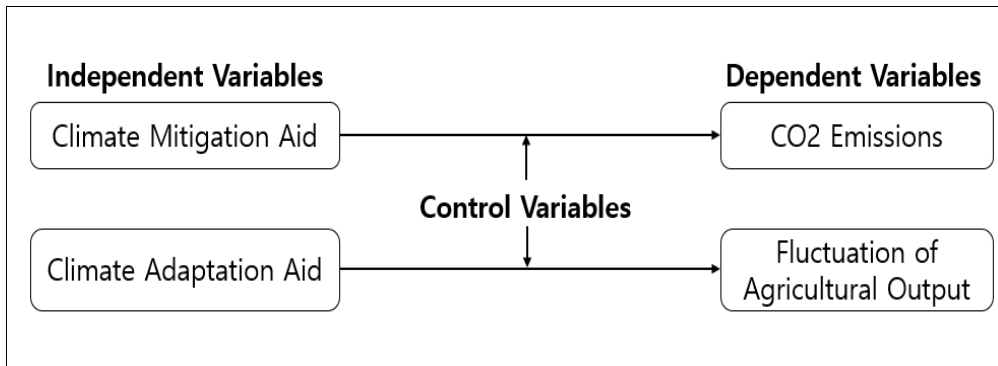 Independent Variables
Dependent Variables
Climate Mitigation Aid
CO2 Emissions
Control Variables
Climate Adaptation Aid
Fluctuation of
Agricultural Output